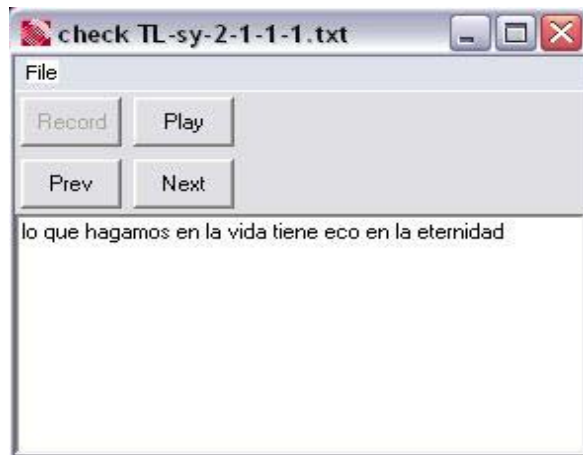 check TL-sy-2-1-1-1.txt
File
Record Play
Prev Next
lo que hagamos en la vida tiene eco en la eternidad